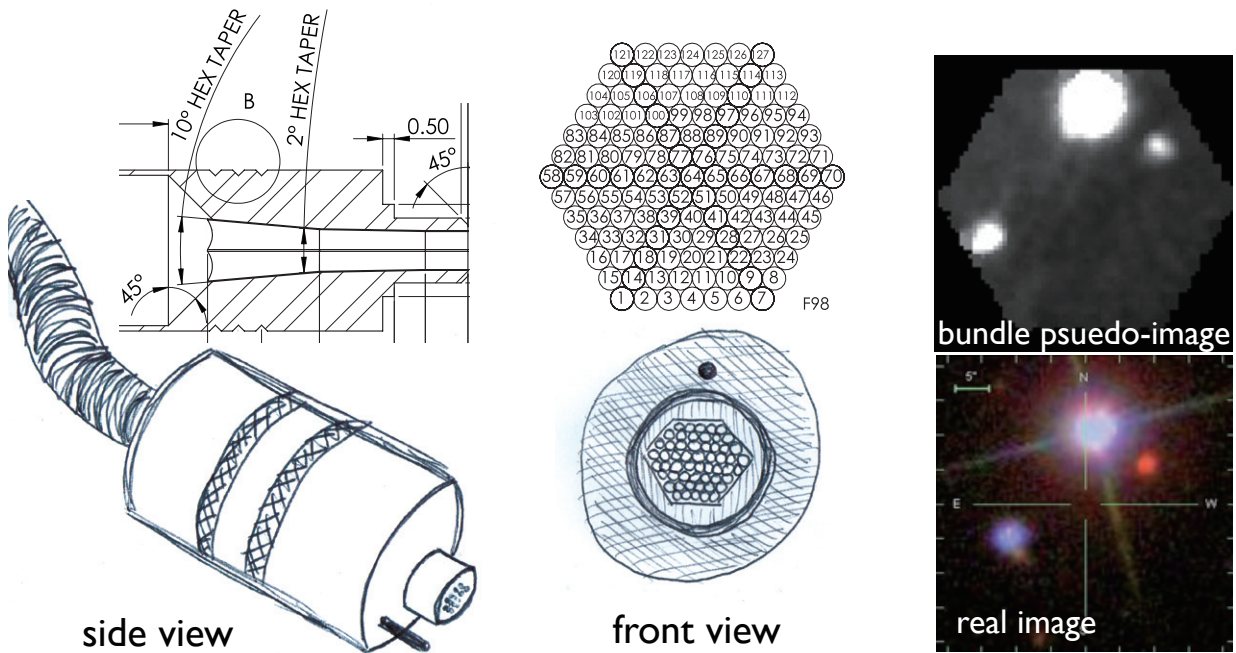 10° HEX TAPER
B
2° HEX TAPER
0.50
45°
45°
side view
121 122 123 124 125 126 127
120 119 118 117 116 115 114 113
104 105 106 107 108 109 110 111 112
103 102 101 100 99 98 97 96 95 94
83 84 85 86 87 88 89 90 91 92 93
82 81 80 79 78 77 76 75 74 73 72 71
58 59 60 61 62 63 64 65 66 67 68 69 70
57 56 55 54 53 52 51 50 49 48 47 46
35 36 37 38 39 40 41 42 43 44 45
34 33 32 31 30 29 28 27 26 25
16 17 18 19 20 21 22 23 24
15 14 13 12 11 10 9 8
1 2 3 4 5 6 7
F98
front view
bundle psuedo-image
5"
N
E
W
real image